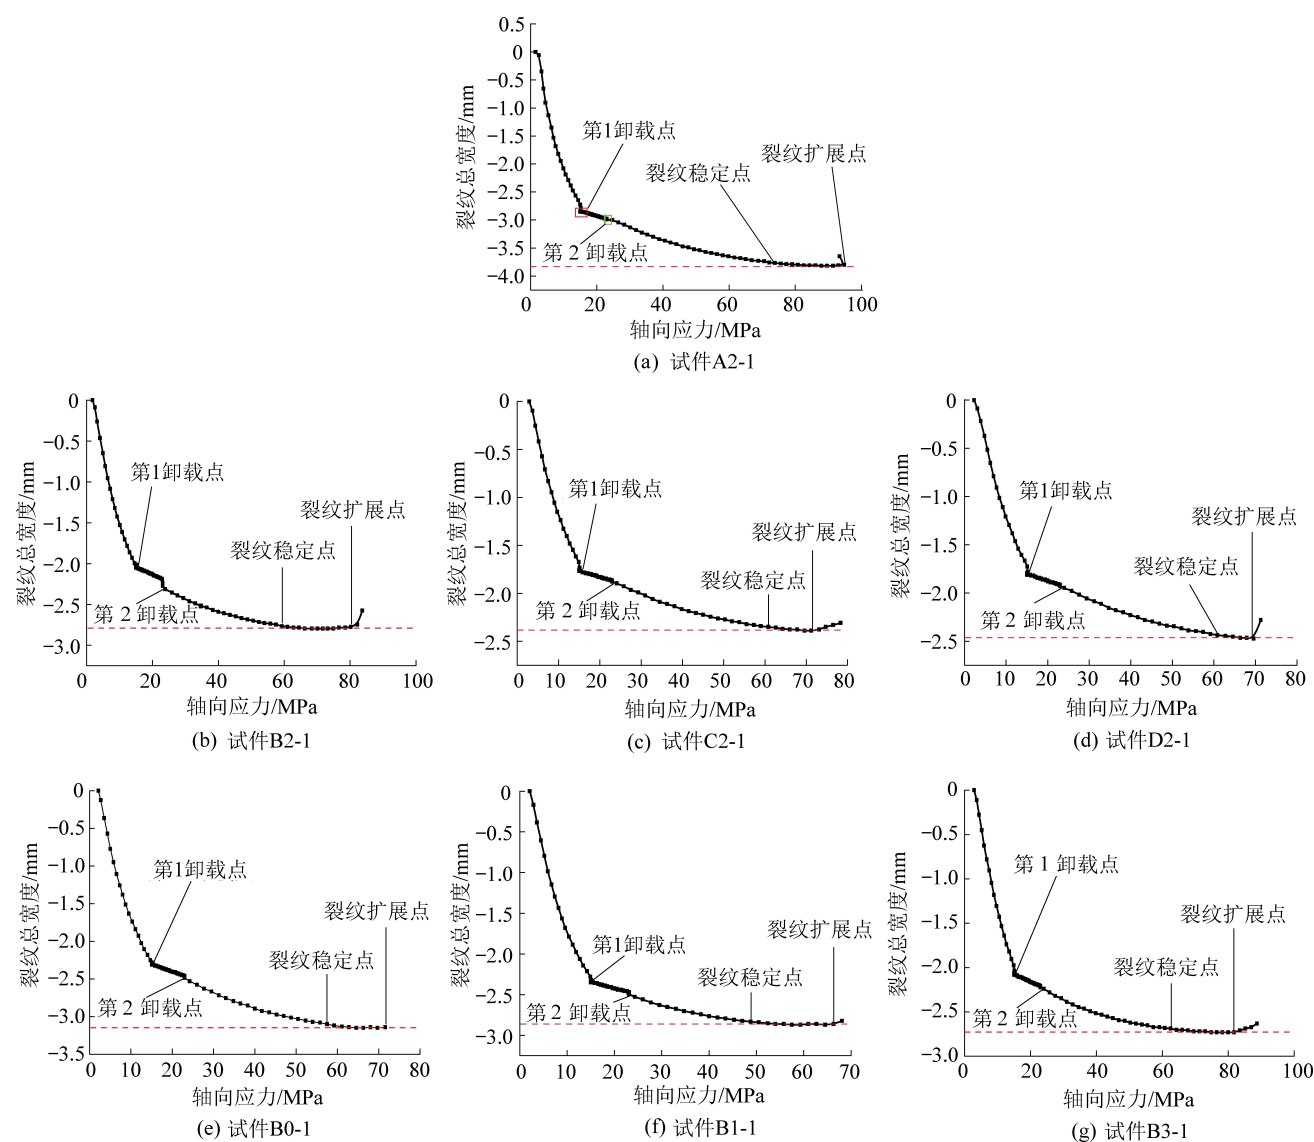 0.5
0
−0.5
−1.0
−1.5
−2.0
−2.5
−3.0
−3.5
−4.0
裂纹总宽度/mm
第1卸载点
裂纹扩展点
裂纹稳定点
第 2 卸载点
0 20 40 60 80 100
轴向应力/MPa
(a) 试件A2-1
0
−0.5
−1.0
−1.5
−2.0
−2.5
−3.0
裂纹总宽度/mm
第1卸载点
裂纹扩展点
裂纹稳定点
第 2 卸载点
0 20 40 60 80 100
轴向应力/MPa
(b) 试件B2-1
0
−0.5
−1.0
−1.5
−2.0
−2.5
裂纹总宽度/mm
第1卸载点
裂纹扩展点
裂纹稳定点
第 2 卸载点
0 10 20 30 40 50 60 70 80
轴向应力/MPa
(c) 试件C2-1
0
−0.5
−1.0
−1.5
−2.0
−2.5
裂纹总宽度/mm
第1卸载点
裂纹扩展点
裂纹稳定点
第 2 卸载点
0 10 20 30 40 50 60 70 80
轴向应力/MPa
(d) 试件D2-1
0
−0.5
−1.0
−1.5
−2.0
−2.5
−3.0
−3.5
裂纹总宽度/mm
第1卸载点
裂纹扩展点
裂纹稳定点
第 2 卸载点
0 10 20 30 40 50 60 70 80
轴向应力/MPa
(e) 试件B0-1
0
−0.5
−1.0
−1.5
−2.0
−2.5
−3.0
裂纹总宽度/mm
第1卸载点
裂纹扩展点
裂纹稳定点
第 2 卸载点
0 10 20 30 40 50 60 70
轴向应力/MPa
(f) 试件B1-1
0
−0.5
−1.0
−1.5
−2.0
−2.5
−3.0
裂纹总宽度/mm
第 1 卸载点
裂纹扩展点
裂纹稳定点
第 2 卸载点
0 20 40 60 80 100
轴向应力/MPa
(g) 试件B3-1